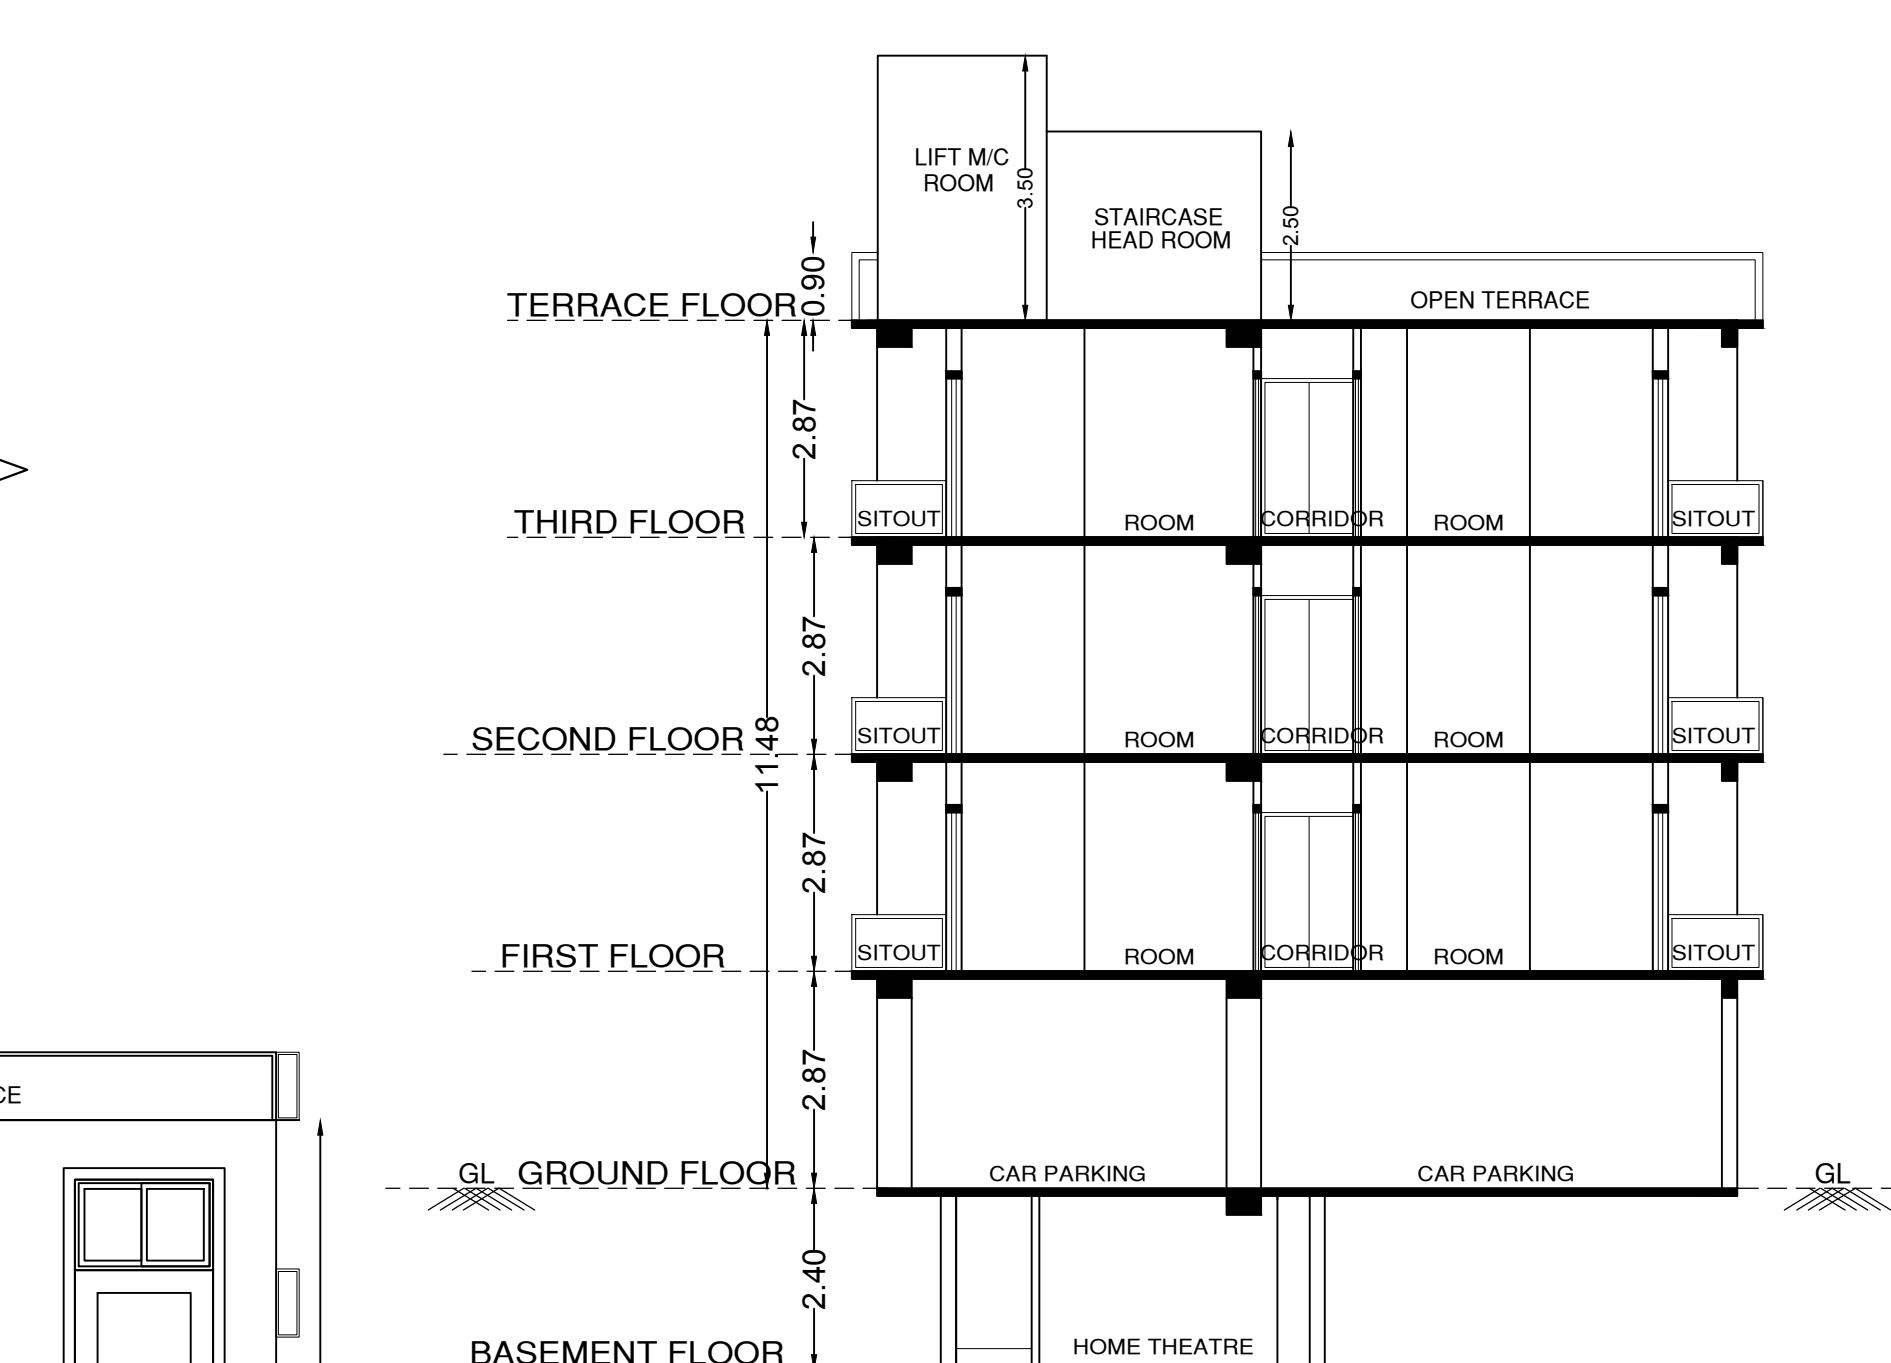 LIFT M/C
ROOM
3.50
STAIRCASE
HEAD ROOM
2.50
0.90
TERRACE FLOOR
OPEN TERRACE
2.87
THIRD FLOOR
SITOUT
ROOM
CORRIDOR
ROOM
SITOUT
2.87
SECOND FLOOR
11.48
SITOUT
ROOM
CORRIDOR
ROOM
SITOUT
2.87
FIRST FLOOR
SITOUT
ROOM
CORRIDOR
ROOM
SITOUT
2.87
CE
GL
GROUND FLOOR
CAR PARKING
CAR PARKING
GL
2.40
BASEMENT FLOOR
HOME THEATRE